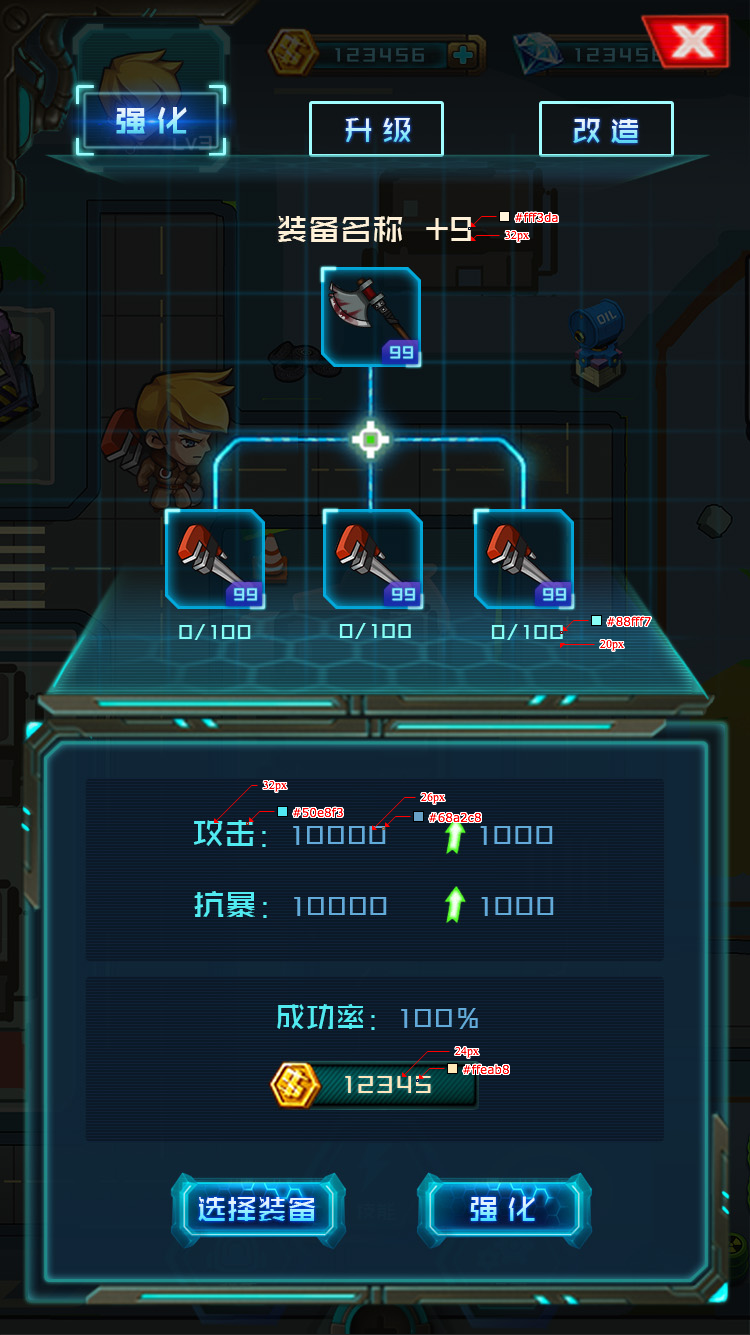 123456
123456
强化
LV3
升级
改造
装备名称 +9
#fff3da
32px
OIL
99
99
99
99
0/100
0/100
0/100
#88fff7
20px
32px
#50e8f3
26px
#68a2c8
攻击: 10000 1000
抗暴: 10000 1000
成功率: 100%
24px
#ffeab8
12345
选择装备
强化